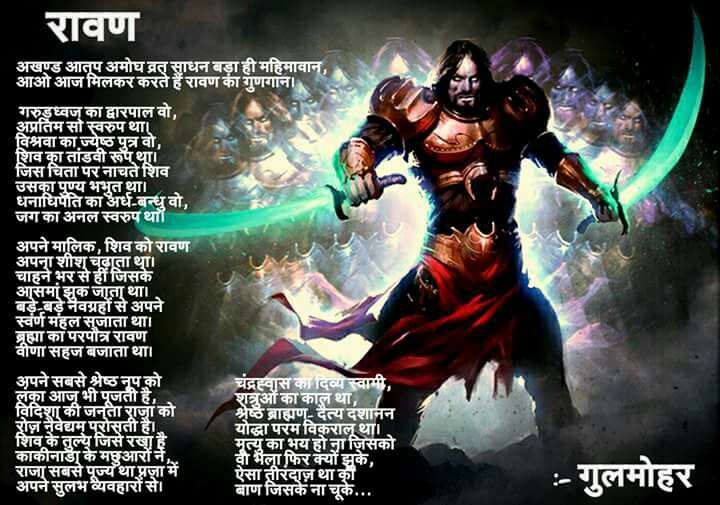 रावण
अखण्ड आतप अमोघ व्रत साधन बड़ा ही महिमावान,
आओ आज मिलकर करते हैं रावण का गुणगान।
गरुड़ध्वज का द्वारपाल वो,
अप्रतिम सा स्वरुप था।
विश्रवा का ज्येष्ठ पुत्र वो,
शिव का तांडवी रूप था।
जिस चिता पर नाचते शिव
उसका पुण्य भभुत था।
धनाधिपति का अर्ध-बन्धु वो,
जग का अनल स्वरुप था।
अपने मालिक, शिव को रावण
अपना शीश चढ़ाता था।
चाहने भर से ही जिसके
आसमां झुक जाता था।
बड़े-बड़े नवग्रहों से अपने
स्वर्ण महल सजाता था।
ब्रह्मा का परपौत्र रावण
वीणा सहज बजाता था।
अपने सबसे श्रेष्ठ नृप को
लंका आज भी पूजती है,
विदिशा की जनता राजा को
रोज़ नेवेद्यम परोसती है।
शिव के तुल्य जिसे रखा है
काकीनाडा के मछुआरों ने,
राजा सबसे पूज्य था प्रजा में
अपने सुलभ व्यवहारों से।
चंद्रहास का दिव्य स्वामी,
शत्रुओं का काल था,
श्रेष्ठ ब्राह्मण- दैत्य दशानन
योद्धा परम विकराल था।
मृत्यु का भय हो ना जिसको
वो भला फिर क्यों झुके,
ऐसा तीरंदाज़ था की
बाण जिसके ना चूके...
:- गुलमोहर